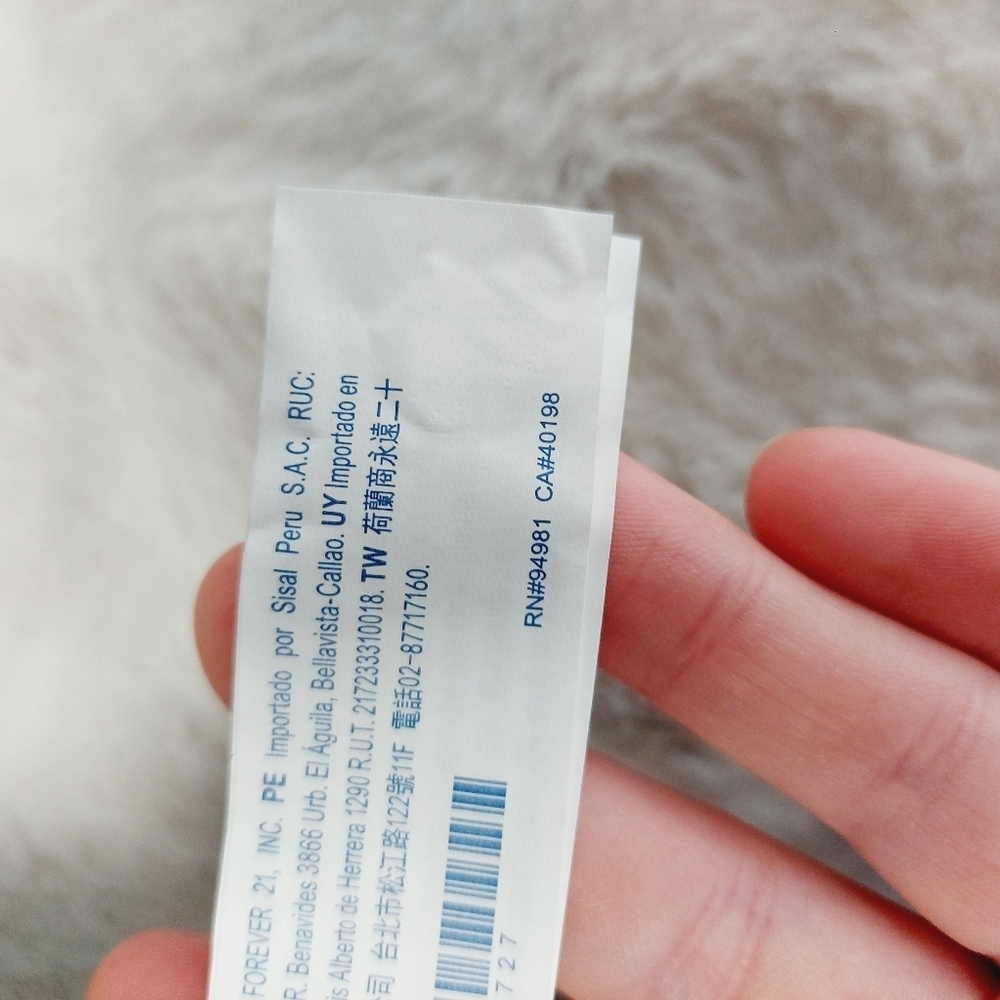 FOREVER 21, INC. PE Importado por Sisal Peru S.A.C. RUC:
R. Benavides 3866 Urb. El Águila, Bellavista-Callao. UY Importado en
is Alberto de Herrera 1290 R.U.T. 217233310018. TW 荷蘭商永遠二十
司 台北市松江路122號11F 電話02-87717160.
727
RN#94981 CA#40198